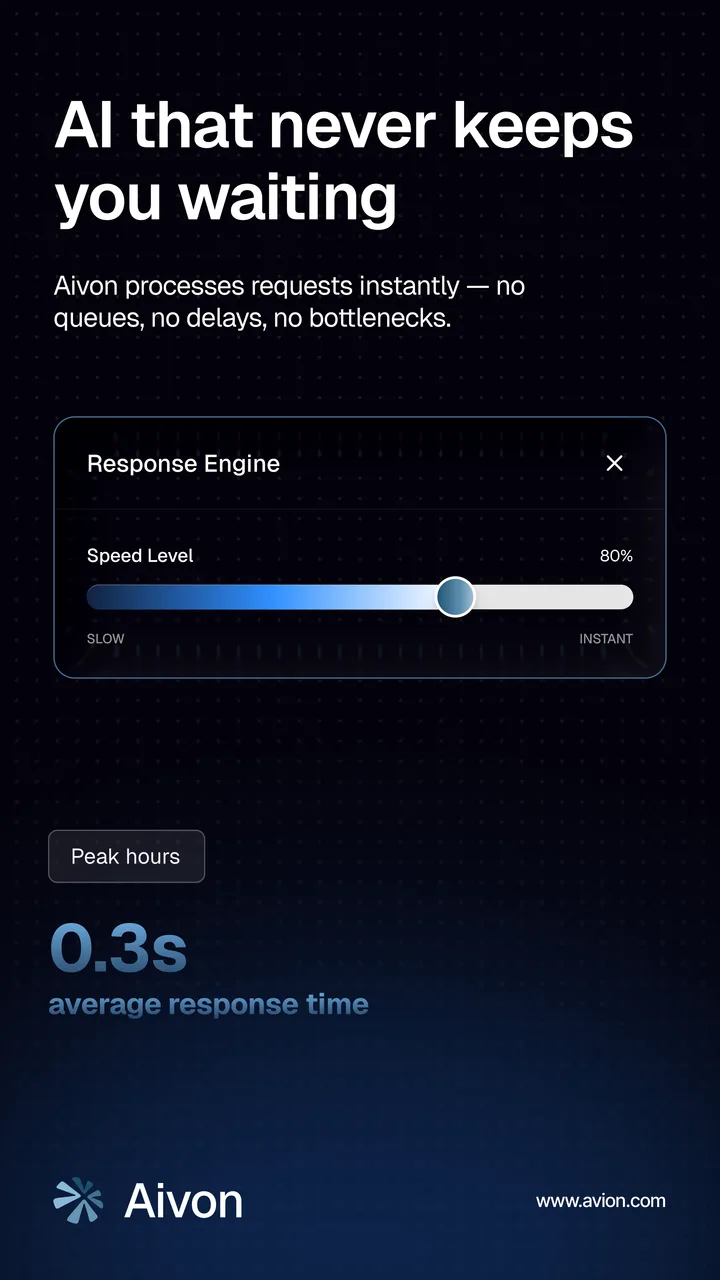 AI that never keeps
you waiting
Aivon processes requests instantly — no
queues, no delays, no bottlenecks.
Response Engine
Speed Level
80%
SLOW
INSTANT
Peak hours
0.3s
average response time
Aivon
www.avion.com